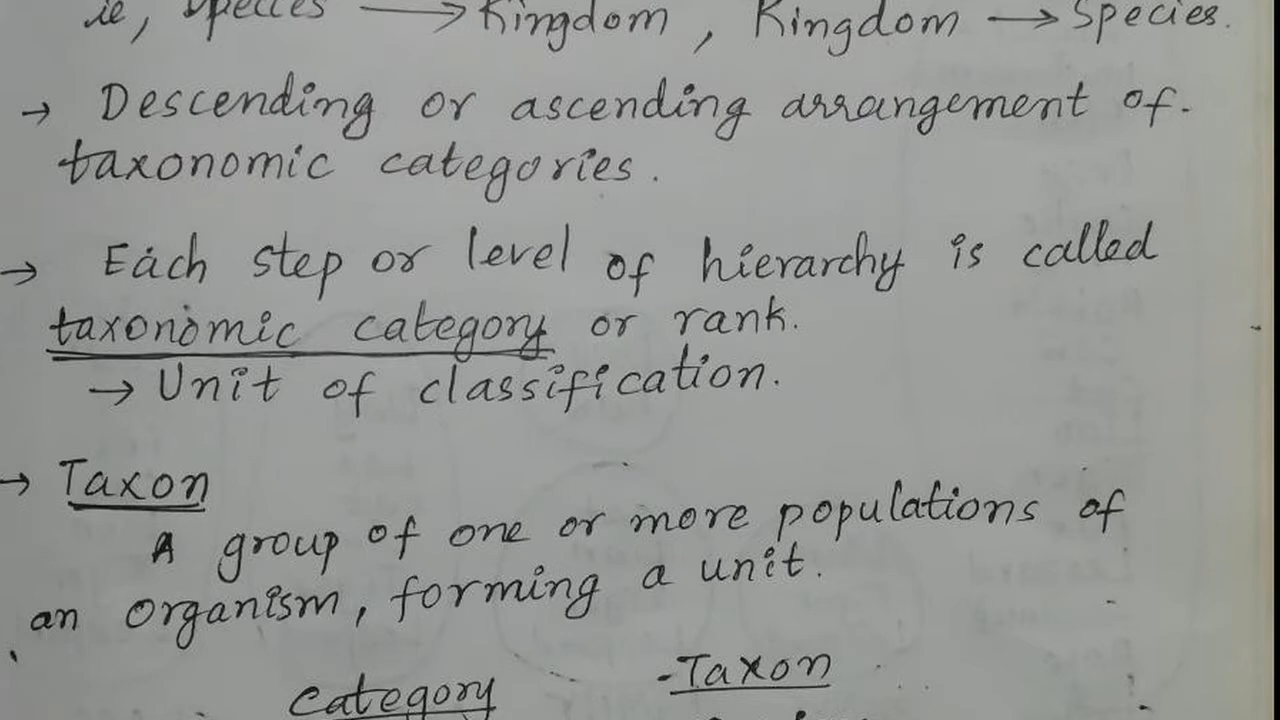 ie, Species → Kingdom, Kingdom → Species.
→ Descending or ascending arrangement of
taxonomic categories.
→ Each step or level of hierarchy is called
taxonomic category or rank.
→ Unit of classification.
→ Taxon
A group of one or more populations of
an organism, forming a unit.
Category Taxon